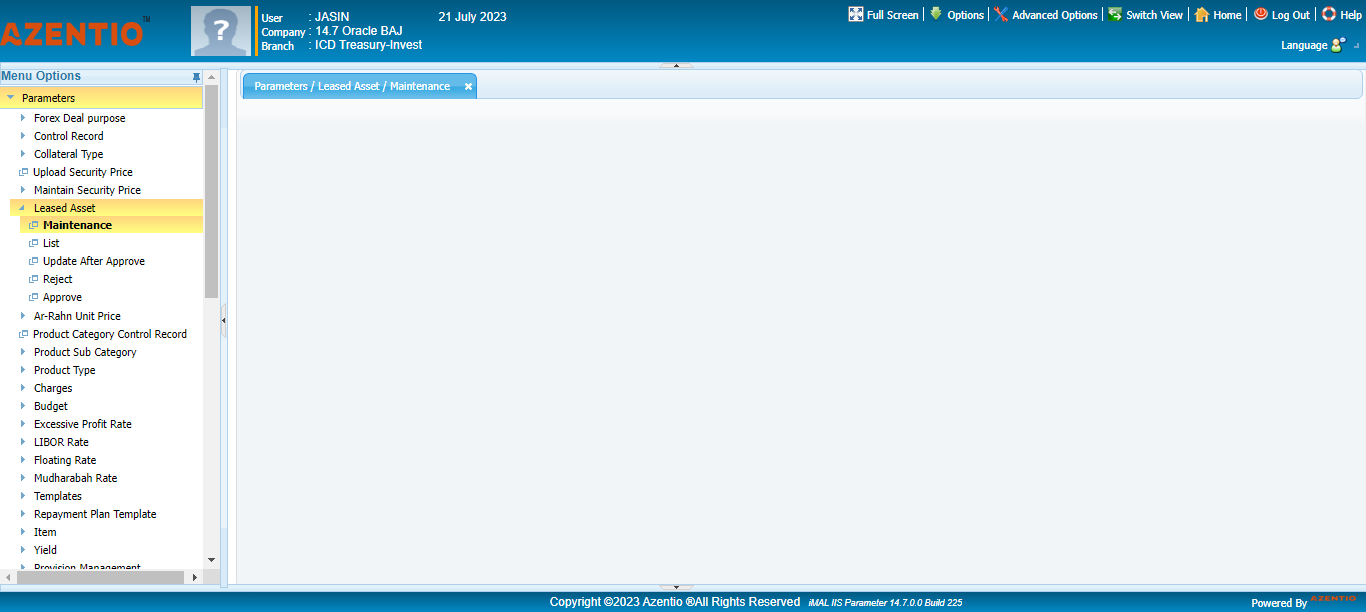 AZENTIO™
?
User : JASIN 21 July 2023
Company : 14.7 Oracle BAJ
Branch : ICD Treasury-Invest
Full Screen | Options | Advanced Options | Switch View | Home | Log Out | Help
Language
Menu Options
Parameters
Forex Deal purpose
Control Record
Collateral Type
Upload Security Price
Maintain Security Price
Leased Asset
Maintenance
List
Update After Approve
Reject
Approve
Ar-Rahn Unit Price
Product Category Control Record
Product Sub Category
Product Type
Charges
Budget
Excessive Profit Rate
LIBOR Rate
Floating Rate
Mudharabah Rate
Templates
Repayment Plan Template
Item
Yield
Provision Management
Parameters / Leased Asset / Maintenance
Copyright ©2023 Azentio ®All Rights Reserved iMAL IIS Parameter 14.7.0.0 Build 225
Powered By AZENTIO